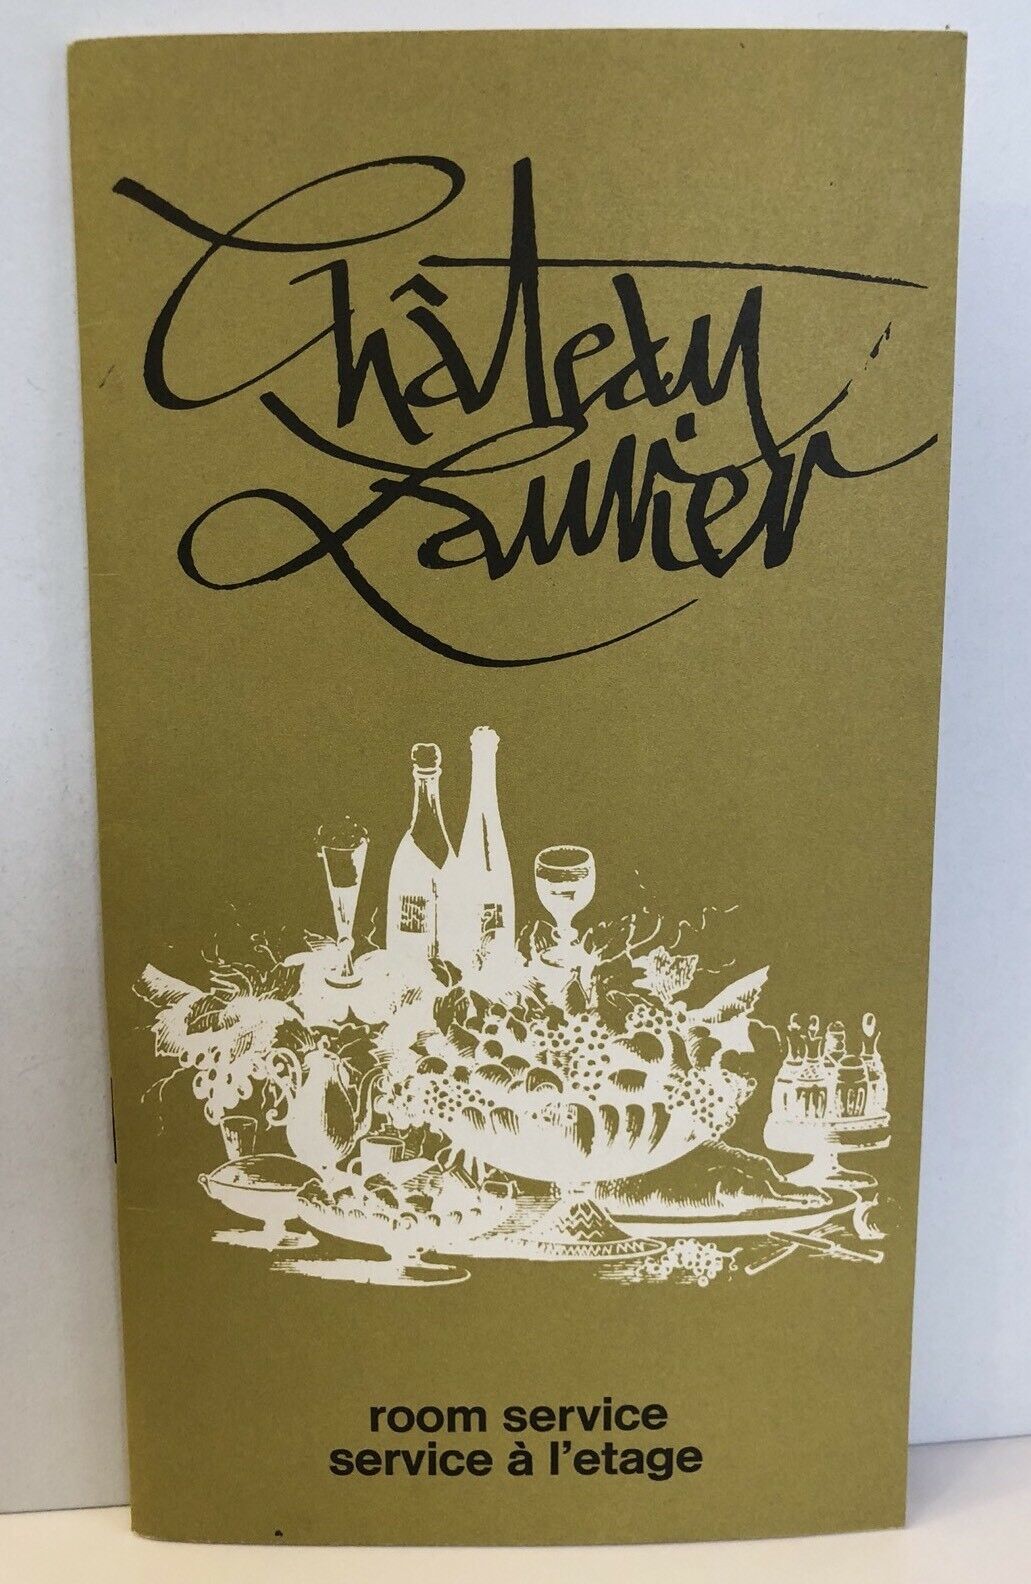 Château
Laurier
room service
service à l'etage